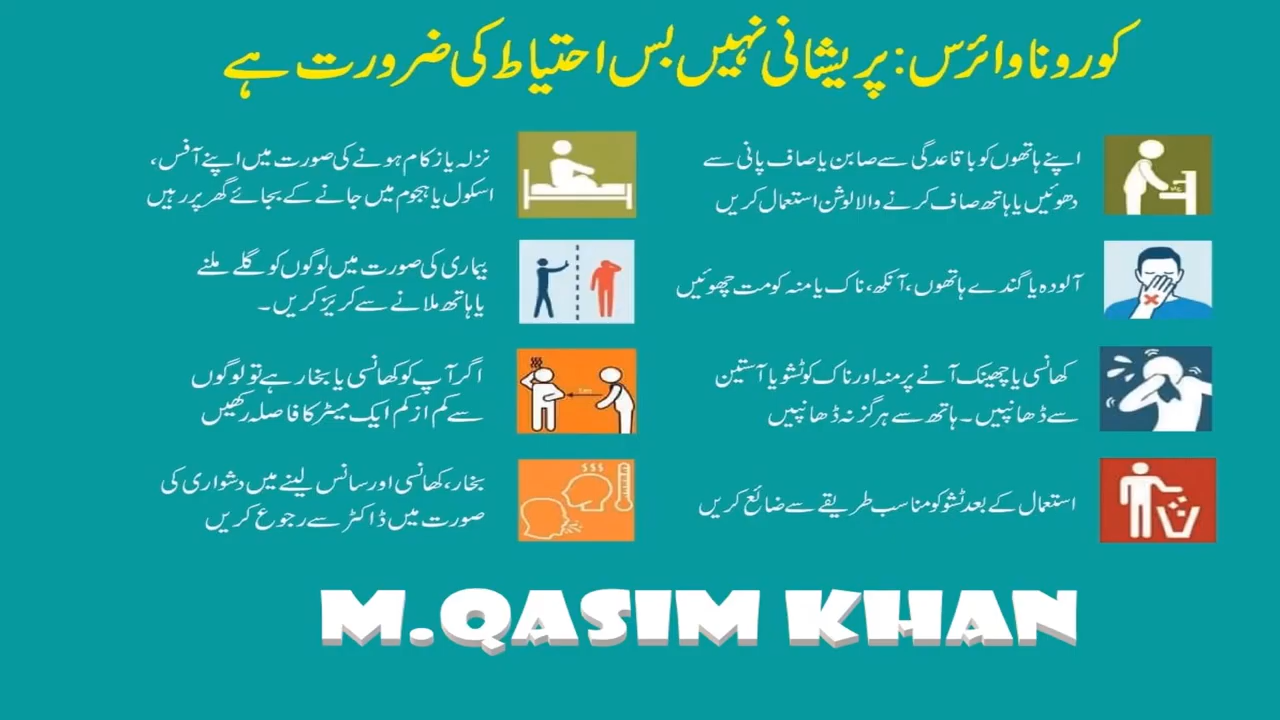 کورونا وائرس: پریشانی نہیں بس احتیاط کی ضرورت ہے
اپنے ہاتھوں کو باقاعدگی سے صابن یا صاف پانی سے
دھوئیں یا ہاتھ صاف کرنے والا لوشن استعمال کریں
آلودہ یا گندے ہاتھوں، آنکھ، ناک یا منہ کو مت چھوئیں
کھانسی یا چھینک آنے پر منہ اور ناک کو ٹشو یا آستین
سے ڈھانپیں۔ ہاتھ سے ہرگز نہ ڈھانپیں
استعمال کے بعد ٹشو کو مناسب طریقے سے ضائع کریں
نزلہ یا زکام ہونے کی صورت میں اپنے آفس،
اسکول یا ہجوم میں جانے کے بجائے گھر پر رہیں
بیماری کی صورت میں لوگوں کو گلے ملنے
یا ہاتھ ملانے سے کریز کریں۔
اگر آپ کو کھانسی یا بخار ہے تو لوگوں
سے کم از کم ایک میٹر کا فاصلہ رکھیں
بخار، کھانسی اور سانس لینے میں دشواری کی
صورت میں ڈاکٹر سے رجوع کریں
M.QASIM KHAN